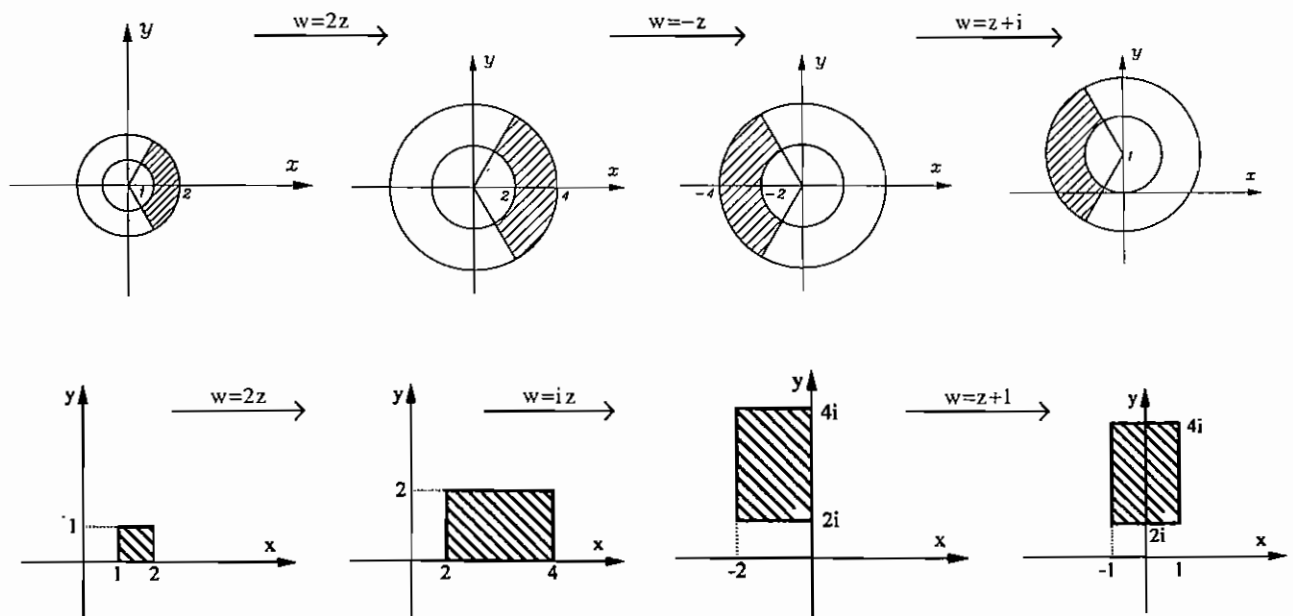 y w=2z w=-z w=z+i
y y y
x x x x
1 2 2 4 -4 -2 1
y w=2z y w=iz y w=z+1 y
4i 4i
1 2 2i 2i
x x x x
1 2 2 4 -2 -1 1